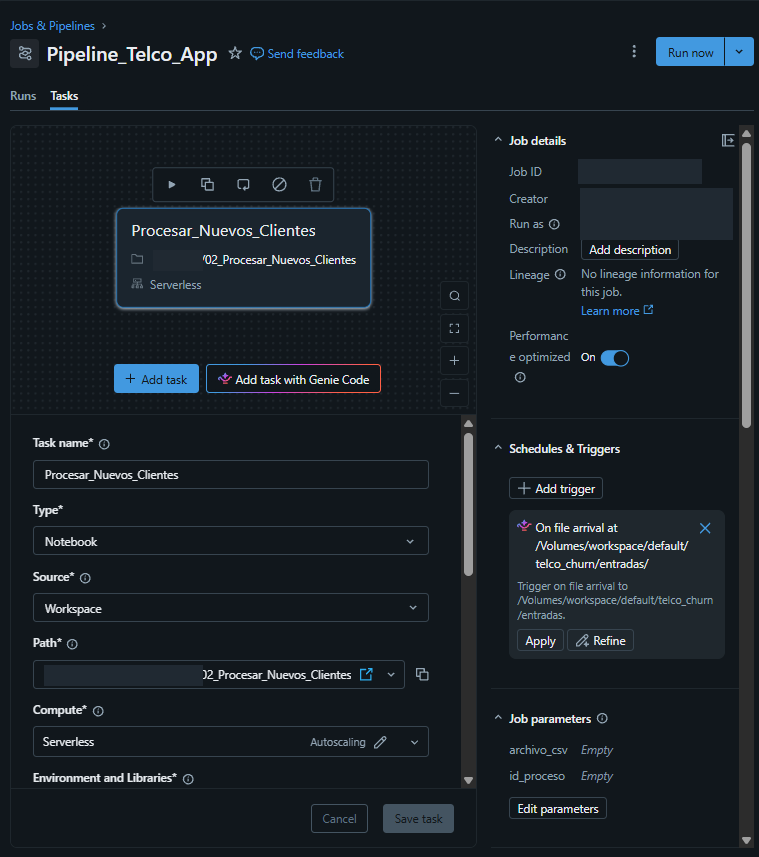 Jobs & Pipelines
Pipeline_Telco_App
Send feedback
Run now
Runs
Tasks
Procesar_Nuevos_Clientes
/02_Procesar_Nuevos_Clientes
Serverless
+ Add task
Add task with Genie Code
Task name*
Procesar_Nuevos_Clientes
Type*
Notebook
Source*
Workspace
Path*
02_Procesar_Nuevos_Clientes
Compute*
Serverless
Autoscaling
Environment and Libraries*
Cancel
Save task
Job details
Job ID
Creator
Run as
Description
Add description
Lineage
No lineage information for
this job.
Learn more
Performanc
e optimized
On
Schedules & Triggers
+ Add trigger
On file arrival at
/Volumes/workspace/default/
telco_churn/entradas/
Trigger on file arrival to
/Volumes/workspace/default/telco_churn
/entradas.
Apply
Refine
Job parameters
archivo_csv
Empty
id_proceso
Empty
Edit parameters